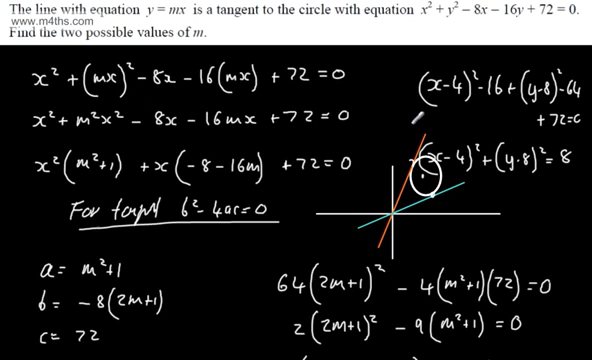 The line with equation y = mx is a tangent to the circle with equation x² + y² − 8x − 16y + 72 = 0.
www.m4ths.com
Find the two possible values of m.
x² + (mx)² − 8x − 16(mx) + 72 = 0
x² + m²x² − 8x − 16mx + 72 = 0
x²(m²+1) + x(−8 − 16m) + 72 = 0
For tangent b² − 4ac = 0
a = m²+1
b = −8(2m+1)
c = 72
(x−4)² − 16 + (y−8)² − 64
+ 72 = 0
(x−4)² + (y−8)² = 8
64(2m+1)² − 4(m²+1)(72) = 0
2(2m+1)² − 9(m²+1) = 0